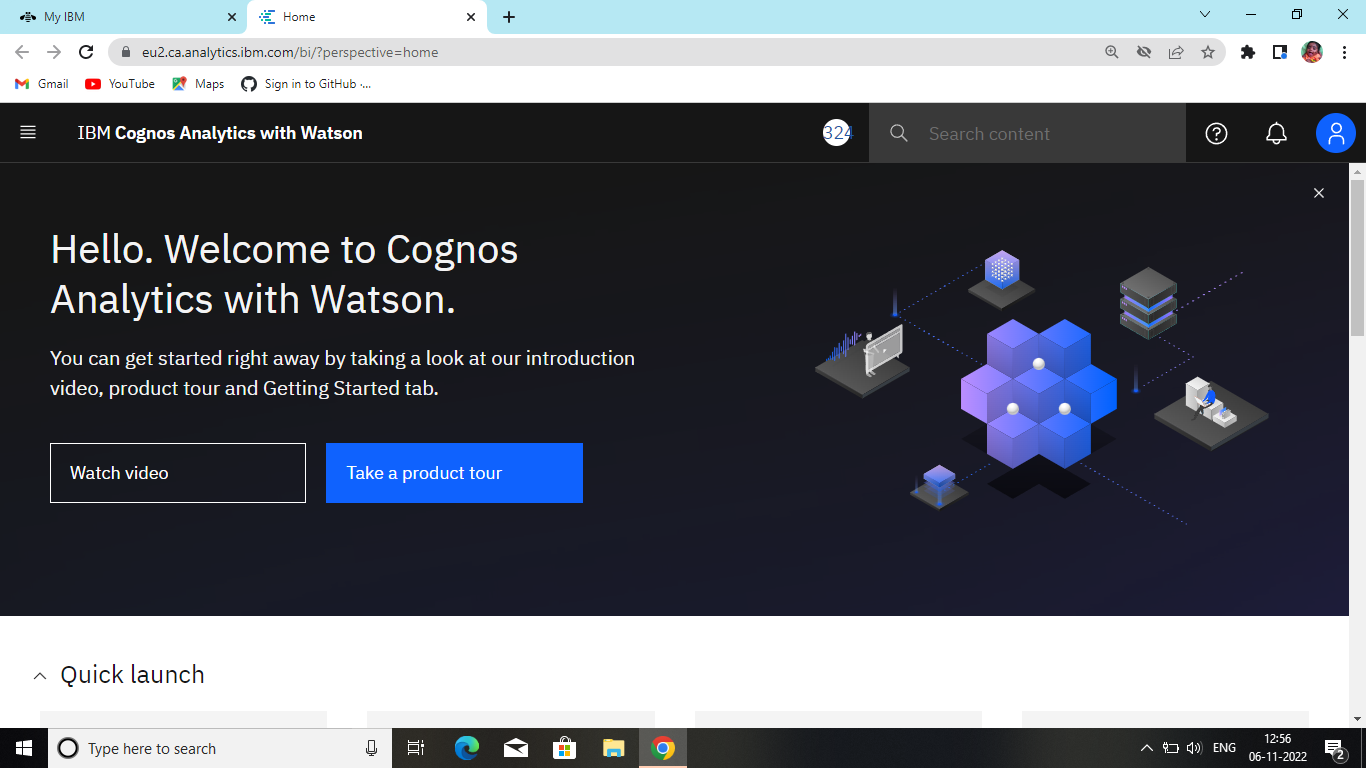 My IBM
Home
eu2.ca.analytics.ibm.com/bi/?perspective=home
Gmail
YouTube
Maps
Sign in to GitHub ·...
IBM Cognos Analytics with Watson
324
Search content
Hello. Welcome to Cognos
Analytics with Watson.
You can get started right away by taking a look at our introduction
video, product tour and Getting Started tab.
Watch video
Take a product tour
Quick launch
Type here to search
ENG
12:56
06-11-2022
2